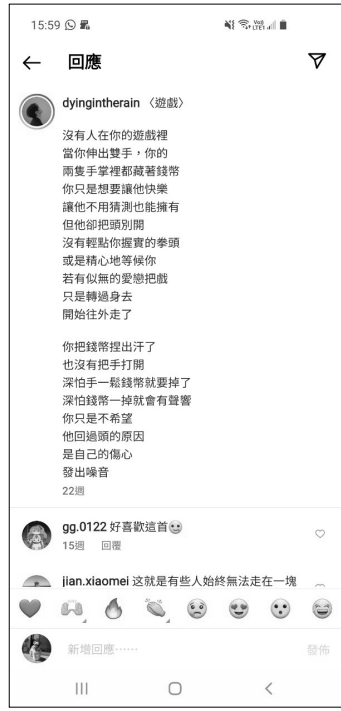 15:59
Vo))
LTE1
回應
dyingintherain 〈遊戲〉
沒有人在你的遊戲裡
當你伸出雙手，你的
兩隻手掌裡都藏著錢幣
你只是想要讓他快樂
讓他不用猜測也能擁有
但他卻把頭別開
沒有輕點你握實的拳頭
或是精心地等候你
若有似無的愛戀把戲
只是轉過身去
開始往外走了
你把錢幣捏出汗了
也沒有把手打開
深怕手一鬆錢幣就要掉了
深怕錢幣一掉就會有聲響
你只是不希望
他回過頭的原因
是自己的傷心
發出噪音
22週
gg.0122 好喜歡這首
15週 回覆
jian.xiaomei 这就是有些人始終無法走在一塊
新增回應⋯⋯ 發佈